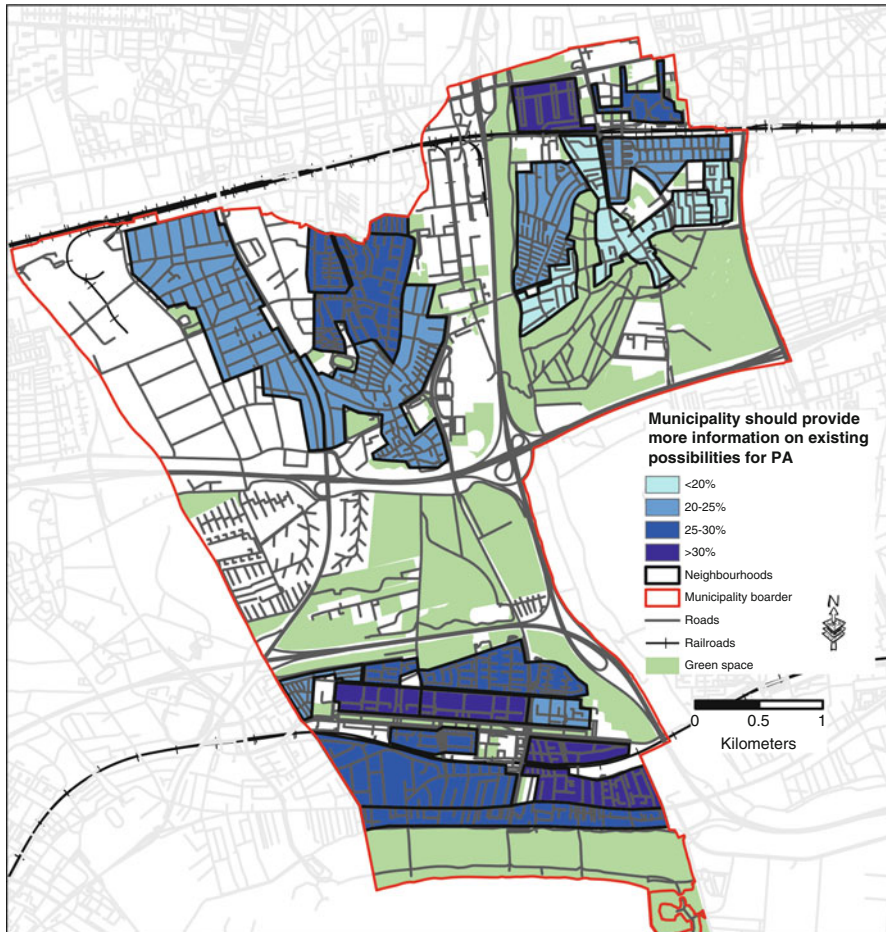 Municipality should provide
more information on existing
possibilities for PA
<20%
20-25%
25-30%
>30%
Neighbourhoods
Municipality boarder
Roads
Railroads
Green space
N
0 0.5 1
Kilometers